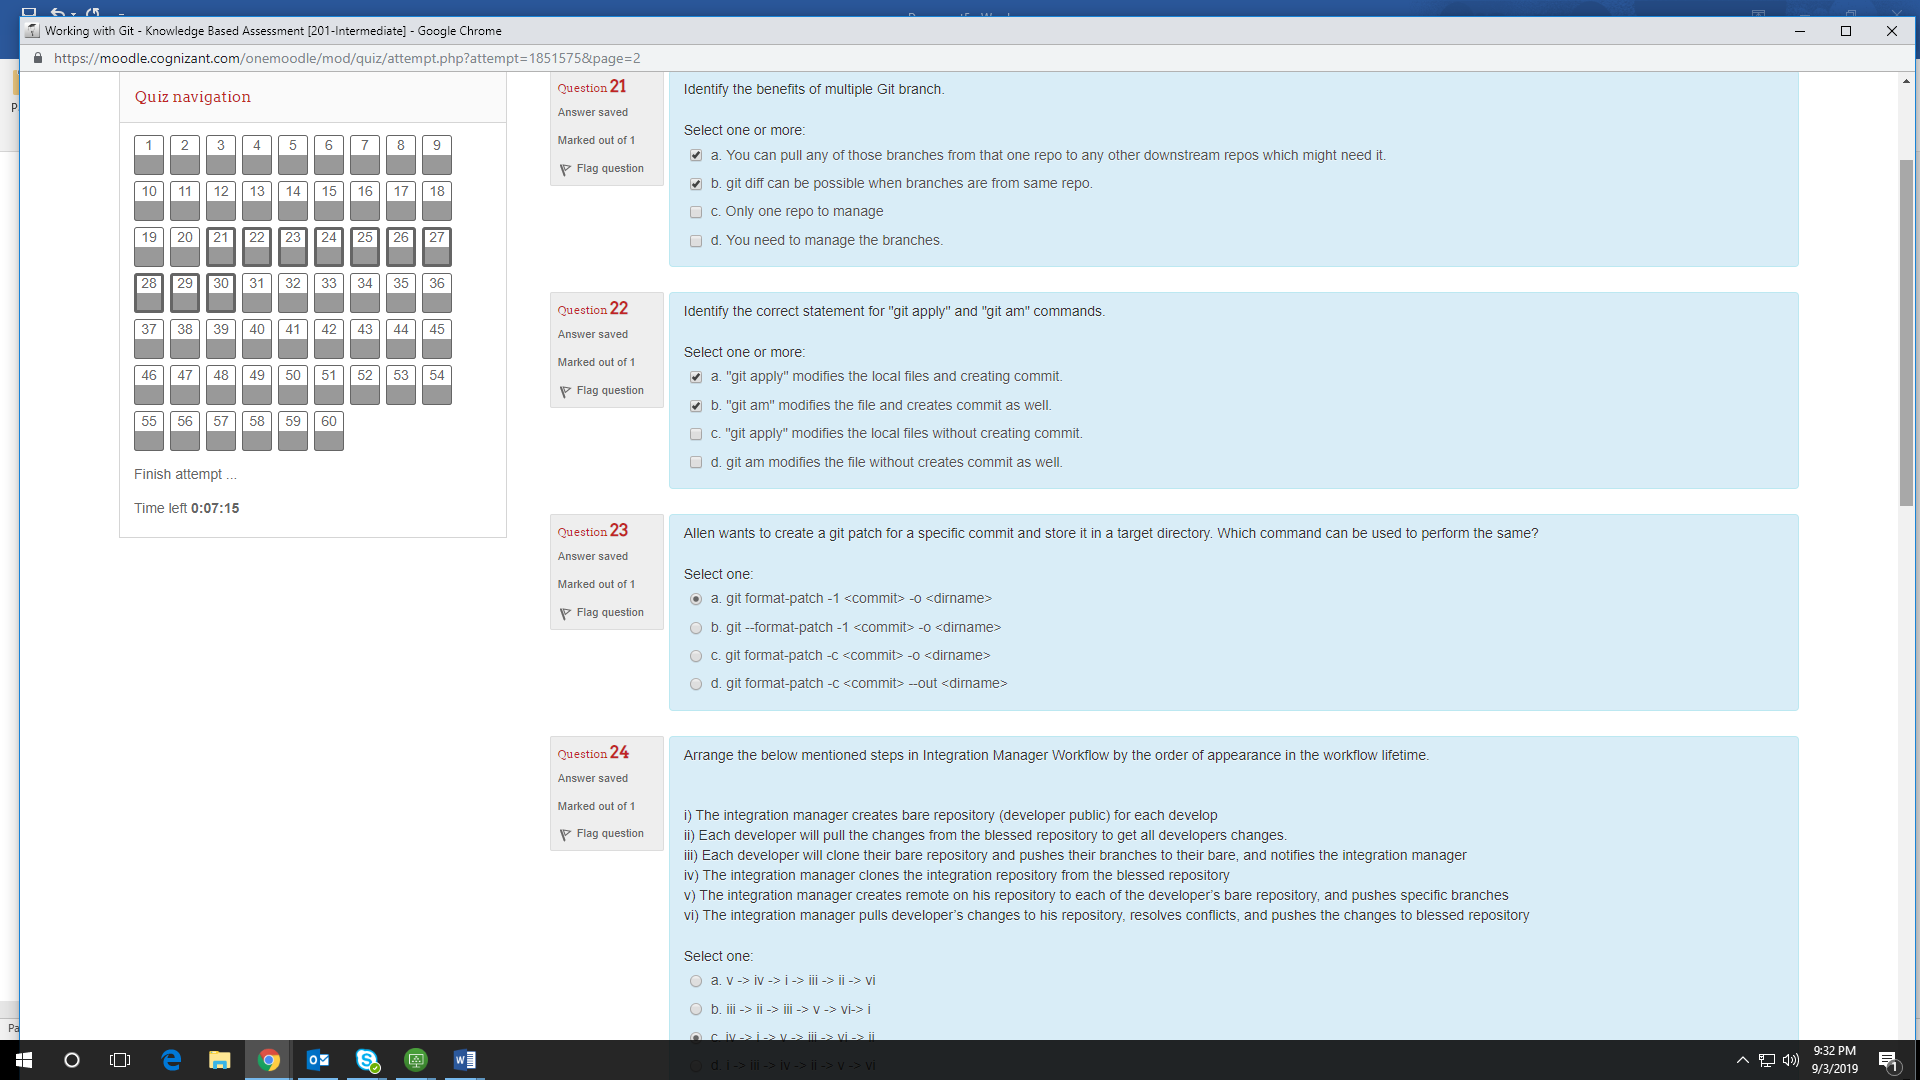 Working with Git - Knowledge Based Assessment [201-Intermediate] - Google Chrome
https://moodle.cognizant.com/onemoodle/mod/quiz/attempt.php?attempt=1851575&page=2
Quiz navigation
1 2 3 4 5 6 7 8 9
10 11 12 13 14 15 16 17 18
19 20 21 22 23 24 25 26 27
28 29 30 31 32 33 34 35 36
37 38 39 40 41 42 43 44 45
46 47 48 49 50 51 52 53 54
55 56 57 58 59 60
Finish attempt ...
Time left 0:07:15
Question 21
Answer saved
Marked out of 1
Flag question
Identify the benefits of multiple Git branch.
Select one or more:
a. You can pull any of those branches from that one repo to any other downstream repos which might need it.
b. git diff can be possible when branches are from same repo.
c. Only one repo to manage
d. You need to manage the branches.
Question 22
Answer saved
Marked out of 1
Flag question
Identify the correct statement for "git apply" and "git am" commands.
Select one or more:
a. "git apply" modifies the local files and creating commit.
b. "git am" modifies the file and creates commit as well.
c. "git apply" modifies the local files without creating commit.
d. git am modifies the file without creates commit as well.
Question 23
Answer saved
Marked out of 1
Flag question
Allen wants to create a git patch for a specific commit and store it in a target directory. Which command can be used to perform the same?
Select one:
a. git format-patch -1 <commit> -o <dirname>
b. git --format-patch -1 <commit> -o <dirname>
c. git format-patch -c <commit> -o <dirname>
d. git format-patch -c <commit> --out <dirname>
Question 24
Answer saved
Marked out of 1
Flag question
Arrange the below mentioned steps in Integration Manager Workflow by the order of appearance in the workflow lifetime.
i) The integration manager creates bare repository (developer public) for each develop
ii) Each developer will pull the changes from the blessed repository to get all developers changes.
iii) Each developer will clone their bare repository and pushes their branches to their bare, and notifies the integration manager
iv) The integration manager clones the integration repository from the blessed repository
v) The integration manager creates remote on his repository to each of the developer's bare repository, and pushes specific branches
vi) The integration manager pulls developer's changes to his repository, resolves conflicts, and pushes the changes to blessed repository
Select one:
a. v -> iv -> i -> iii -> ii -> vi
b. iii -> ii -> iii -> v -> vi-> i
c. iv -> i -> v -> iii -> vi -> ii
d. i -> iii -> iv -> ii -> v -> vi
9:32 PM
9/3/2019